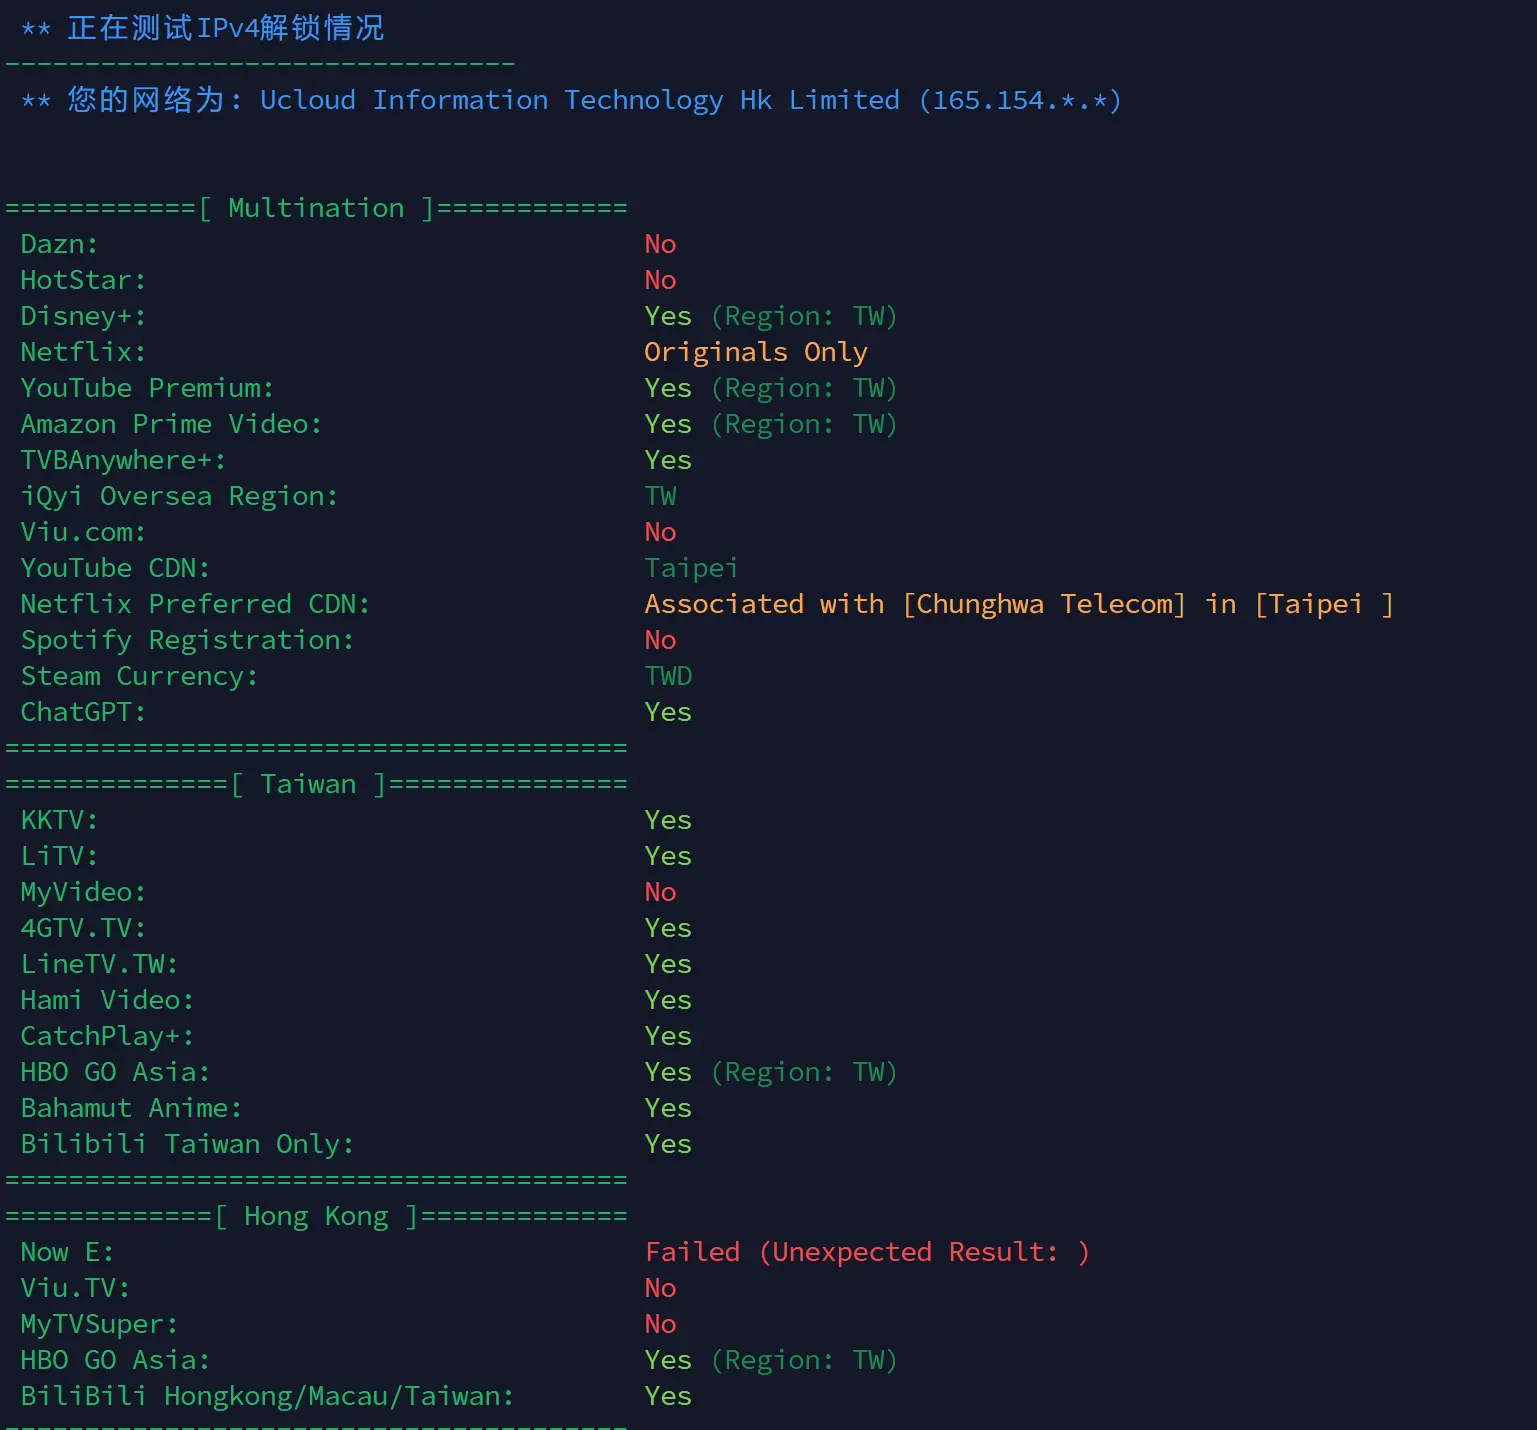 ** 正在测试IPv4解锁情况
--------------------------------
** 您的网络为: Ucloud Information Technology Hk Limited (165.154.*.*)
============[ Multination ]============
Dazn: No
HotStar: No
Disney+: Yes (Region: TW)
Netflix: Originals Only
YouTube Premium: Yes (Region: TW)
Amazon Prime Video: Yes (Region: TW)
TVBAnywhere+: Yes
iQyi Oversea Region: TW
Viu.com: No
YouTube CDN: Taipei
Netflix Preferred CDN: Associated with [Chunghwa Telecom] in [Taipei ]
Spotify Registration: No
Steam Currency: TWD
ChatGPT: Yes
=======================================
==============[ Taiwan ]===============
KKTV: Yes
LiTV: Yes
MyVideo: No
4GTV.TV: Yes
LineTV.TW: Yes
Hami Video: Yes
CatchPlay+: Yes
HBO GO Asia: Yes (Region: TW)
Bahamut Anime: Yes
Bilibili Taiwan Only: Yes
=======================================
=============[ Hong Kong ]=============
Now E: Failed (Unexpected Result: )
Viu.TV: No
MyTVSuper: No
HBO GO Asia: Yes (Region: TW)
BiliBili Hongkong/Macau/Taiwan: Yes
=======================================